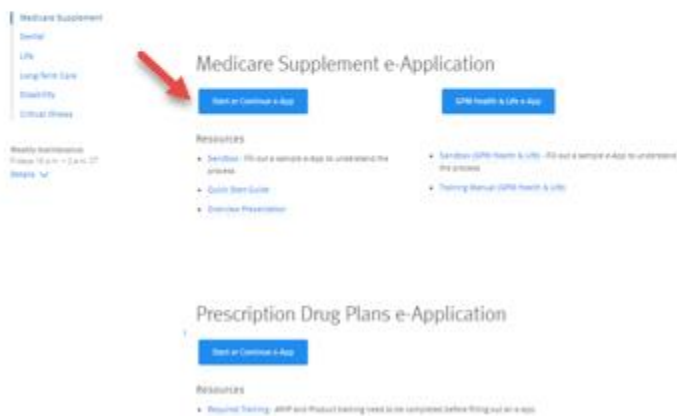 Medicare Supplement
Dental
Life
Long-Term Care
Disability
Critical Illness
Weekly maintenance
Fridays 10 p.m. – 2 a.m. CT
Details
Medicare Supplement e-Application
Start or Continue e-App
GPM Health & Life e-App
Resources
Sandbox - Fill out a sample e-App to understand the
process
Quick Start Guide
Overview Presentation
Sandbox (GPM Health & Life) - Fill out a sample e-App to understand
the process
Training Manual (GPM Health & Life)
Prescription Drug Plans e-Application
Start or Continue e-App
Resources
Required Training - AHIP and Product training need to be completed before filling out an e-App